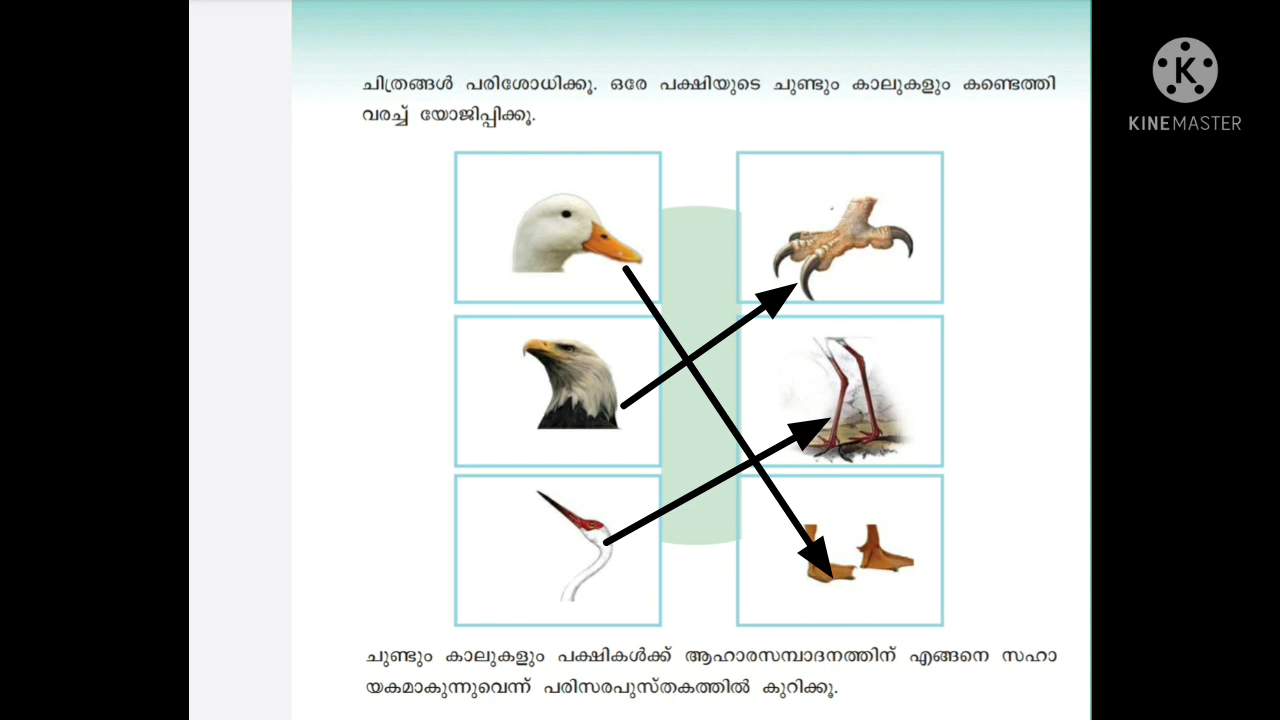 ചിത്രങ്ങൾ പരിശോധിക്കൂ. ഒരേ പക്ഷിയുടെ ചുണ്ടും കാലുകളും കണ്ടെത്തി
വരച്ച് യോജിപ്പിക്കൂ.
K
KINEMASTER
ചുണ്ടും കാലുകളും പക്ഷികൾക്ക് ആഹാരസമ്പാദനത്തിന് എങ്ങനെ സഹാ
യകമാകുന്നുവെന്ന് പരിസരപുസ്തകത്തിൽ കുറിക്കൂ.